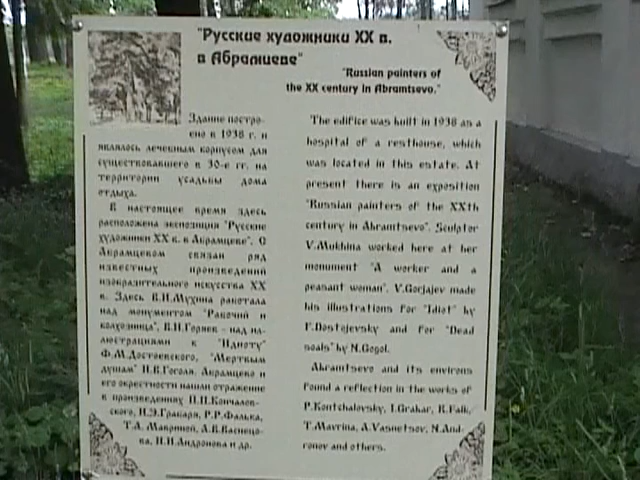 "Русские художники XX в.
в Абрамцеве"
"Russian painters of
the XX century in Abramtsevo."
Здание постро-
ено в 1938 г. и
являлось лечебным корпусом для
существовавшего в 30-е гг. на
территории усадьбы дома
отдыха.
В настоящее время здесь
расположена экспозиция "Русские
художники XX в. в Абрамцеве". С
Абрамцевом связан ряд
известных произведений
изобразительного искусства XX
в. Здесь В.И.Мухина работала
над монументом "Рабочий и
колхозница", В.Н.Горяев - над ил-
люстрациями к "Идиоту"
Ф.М.Достоевского, "Мертвым
душам" Н.В.Гоголя. Абрамцево и
его окрестности нашли отражение
в произведениях П.П.Кончалов-
ского, И.Э.Грабаря, Р.Р.Фалька,
Т.А. Мавриной, А.В.Васнецо-
ва, Н.И.Андронова и др.
The edifice was built in 1938 as a
hospital of a resthouse, which
was located in this estate. At
present there is an exposition
"Russian painters of the XXth
century in Abramtsevo". Sculptor
V.Mukhina worked here at her
monument "A worker and a
peasant woman". V.Gorjajev made
his illustrations for "Idiot" by
F.Dostojevsky and for "Dead
soals" by N.Gogol.
Abramtsevo and its environs
found a reflection in the works of
P.Kontchalovsky, I.Grabar, R.Falk,
T.Mavrina, A.Vasnetsov, N.And-
ronov and others.